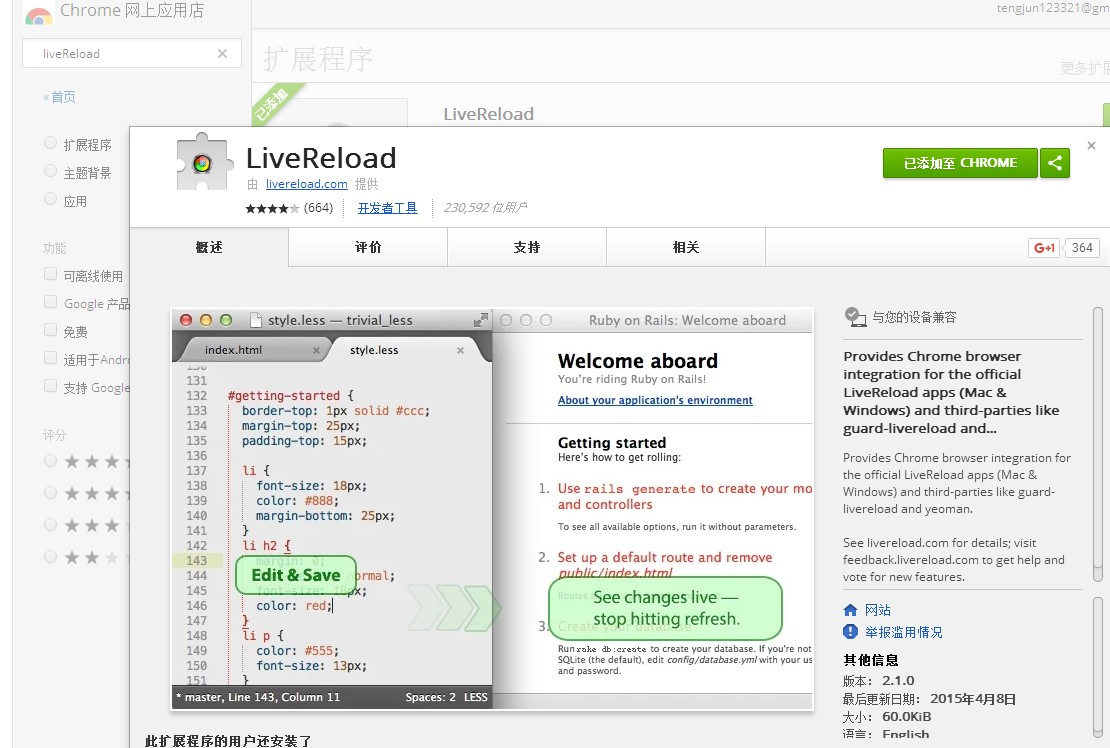 Chrome 网上应用店
tengjun123321@gm
liveReload
扩展程序
更多扩展
«首页
已添加
LiveReload
扩展程序
主题背景
应用
功能
可离线使用
Google 产品
免费
适用于Andro
支持 Google
评分
LiveReload
由 livereload.com 提供
(664) 开发者工具 230,592 位用户
已添加至 CHROME
概述 评价 支持 相关
G+1 364
style.less — trivial_less
index.html style.less
131
132 #getting-started {
133 border-top: 1px solid #ccc;
134 margin-top: 25px;
135 padding-top: 15px;
136
137 li {
138 font-size: 18px;
139 color: #888;
140 margin-bottom: 25px;
141 }
142 li h2 {
143 margin: 0;
144 normal;
145 font-size: 18px;
146 color: red;
147 }
148 li p {
149 color: #555;
150 font-size: 13px;
151 }
Edit & Save
* master, Line 143, Column 11 Spaces: 2 LESS
Ruby on Rails: Welcome aboard
Welcome aboard
You’re riding Ruby on Rails!
About your application’s environment
Getting started
Here’s how to get rolling:
1. Use rails generate to create your mo
and controllers
To see all available options, run it without parameters.
2. Set up a default route and remove
public/index.html
Routes
See changes live —
stop hitting refresh.
3. Create your database
Run rake db:create to create your database. If you're not
SQLite (the default), edit config/database.yml with your us
and password.
与您的设备兼容
Provides Chrome browser
integration for the official
LiveReload apps (Mac &
Windows) and third-parties like
guard-livereload and...
Provides Chrome browser integration for
the official LiveReload apps (Mac &
Windows) and third-parties like guard-
livereload and yeoman.
See livereload.com for details; visit
feedback.livereload.com to get help and
vote for new features.
网站
举报滥用情况
其他信息
版本: 2.1.0
最后更新日期: 2015年4月8日
大小: 60.0KiB
语言: English
此扩展程序的用户还安装了